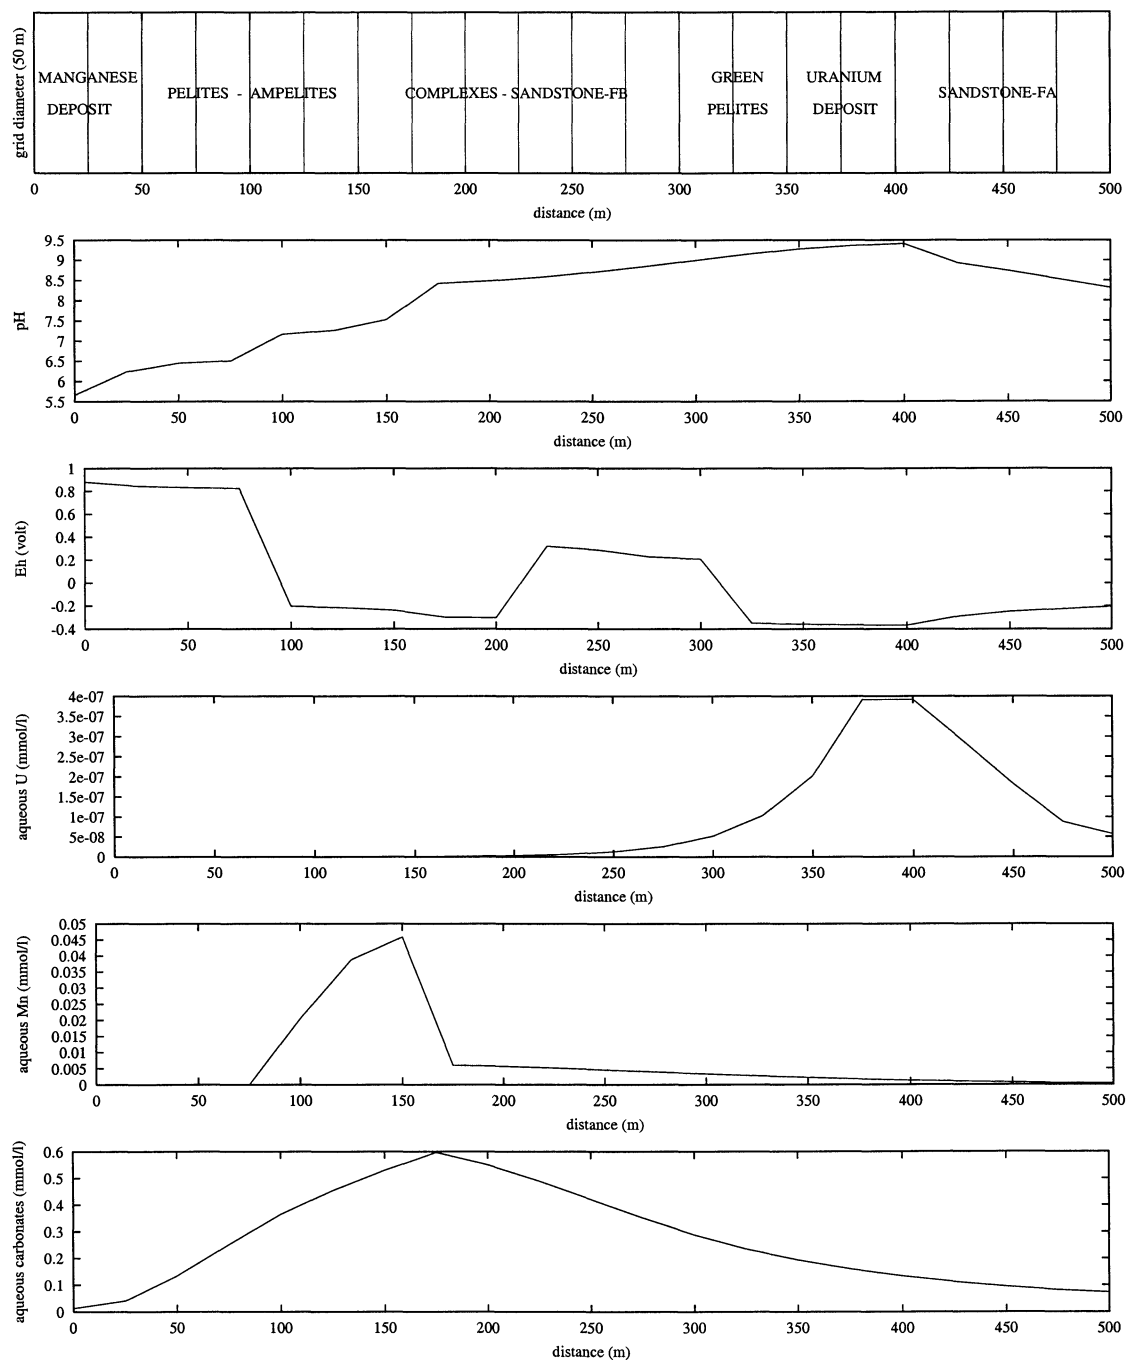 grid diameter (50 m)
MANGANESE
DEPOSIT
PELITES - AMPELITES
COMPLEXES - SANDSTONE-FB
GREEN
PELITES
URANIUM
DEPOSIT
SANDSTONE-FA
0 50 100 150 200 250 300 350 400 450 500
distance (m)
pH
9.5
9
8.5
8
7.5
7
6.5
6
5.5
0 50 100 150 200 250 300 350 400 450 500
distance (m)
Eh (volt)
1
0.8
0.6
0.4
0.2
0
-0.2
-0.4
0 50 100 150 200 250 300 350 400 450 500
distance (m)
aqueous U (mmol/l)
4e-07
3.5e-07
3e-07
2.5e-07
2e-07
1.5e-07
1e-07
5e-08
0
0 50 100 150 200 250 300 350 400 450 500
distance (m)
aqueous Mn (mmol/l)
0.05
0.045
0.04
0.035
0.03
0.025
0.02
0.015
0.01
0.005
0
0 50 100 150 200 250 300 350 400 450 500
distance (m)
aqueous carbonates (mmol/l)
0.6
0.5
0.4
0.3
0.2
0.1
0
0 50 100 150 200 250 300 350 400 450 500
distance (m)